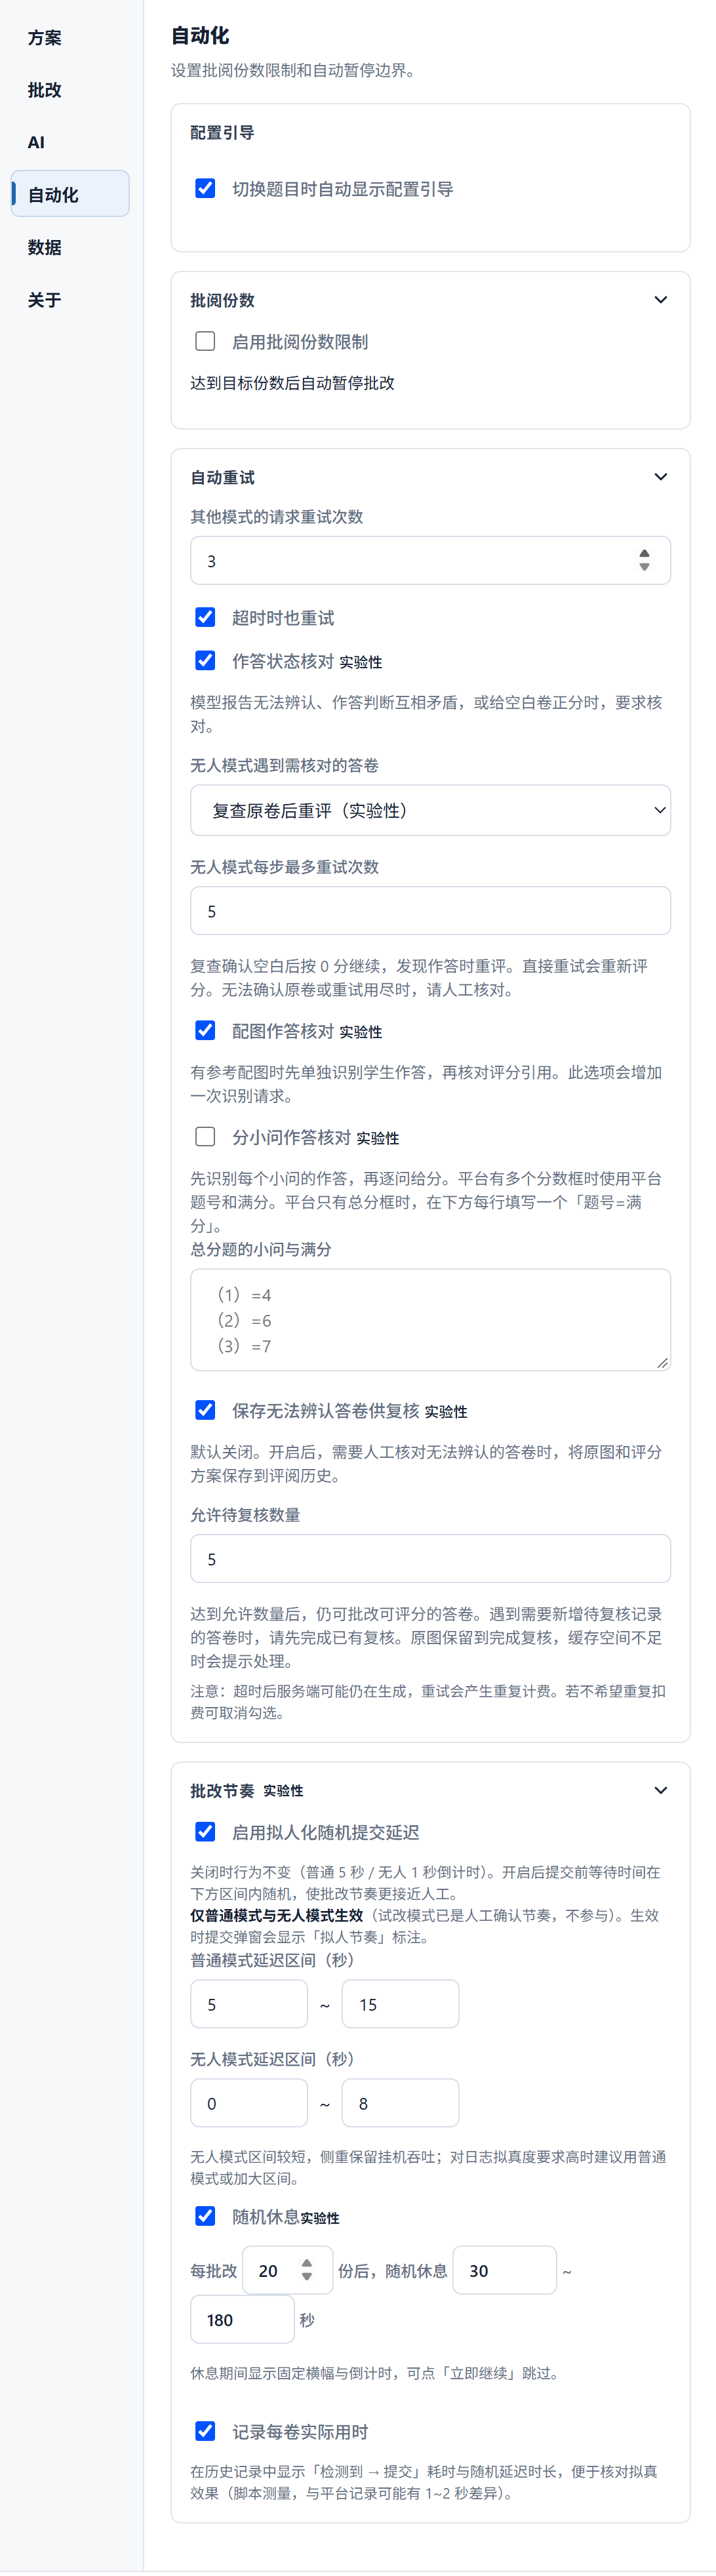 方案
批改
AI
自动化
数据
关于
自动化
设置批阅份数限制和自动暂停边界。
配置引导
切换题目时自动显示配置引导
批阅份数
启用批阅份数限制
达到目标份数后自动暂停批改
自动重试
其他模式的请求重试次数
3
超时时也重试
作答状态核对 实验性
模型报告无法辨认、作答判断互相矛盾，或给空白卷正分时，要求核
对。
无人模式遇到需核对的答卷
复查原卷后重评（实验性）
无人模式每步最多重试次数
5
复查确认空白后按 0 分继续，发现作答时重评。直接重试会重新评
分。无法确认原卷或重试用尽时，请人工核对。
配图作答核对 实验性
有参考配图时先单独识别学生作答，再核对评分引用。此选项会增加
一次识别请求。
分小问作答核对 实验性
先识别每个小问的作答，再逐问给分。平台有多个分数框时使用平台
题号和满分。平台只有总分框时，在下方每行填写一个「题号=满
分」。
总分题的小问与满分
（1）=4
（2）=6
（3）=7
保存无法辨认答卷供复核 实验性
默认关闭。开启后，需要人工核对无法辨认的答卷时，将原图和评分
方案保存到评阅历史。
允许待复核数量
5
达到允许数量后，仍可批改可评分的答卷。遇到需要新增待复核记录
的答卷时，请先完成已有复核。原图保留到完成复核，缓存空间不足
时会提示处理。
注意：超时后服务端可能仍在生成，重试会产生重复计费。若不希望重复扣
费可取消勾选。
批改节奏 实验性
启用拟人化随机提交延迟
关闭时行为不变（普通 5 秒 / 无人 1 秒倒计时）。开启后提交前等待时间在
下方区间内随机，使批改节奏更接近人工。
仅普通模式与无人模式生效（试改模式已是人工确认节奏，不参与）。生效
时提交弹窗会显示「拟人节奏」标注。
普通模式延迟区间（秒）
5 ~ 15
无人模式延迟区间（秒）
0 ~ 8
无人模式区间较短，侧重保留挂机吞吐；对日志拟真度要求高时建议用普通
模式或加大区间。
随机休息实验性
每批改 20 份后，随机休息 30 ~
180 秒
休息期间显示固定横幅与倒计时，可点「立即继续」跳过。
记录每卷实际用时
在历史记录中显示「检测到 → 提交」耗时与随机延迟时长，便于核对拟真
效果（脚本测量，与平台记录可能有 1~2 秒差异）。